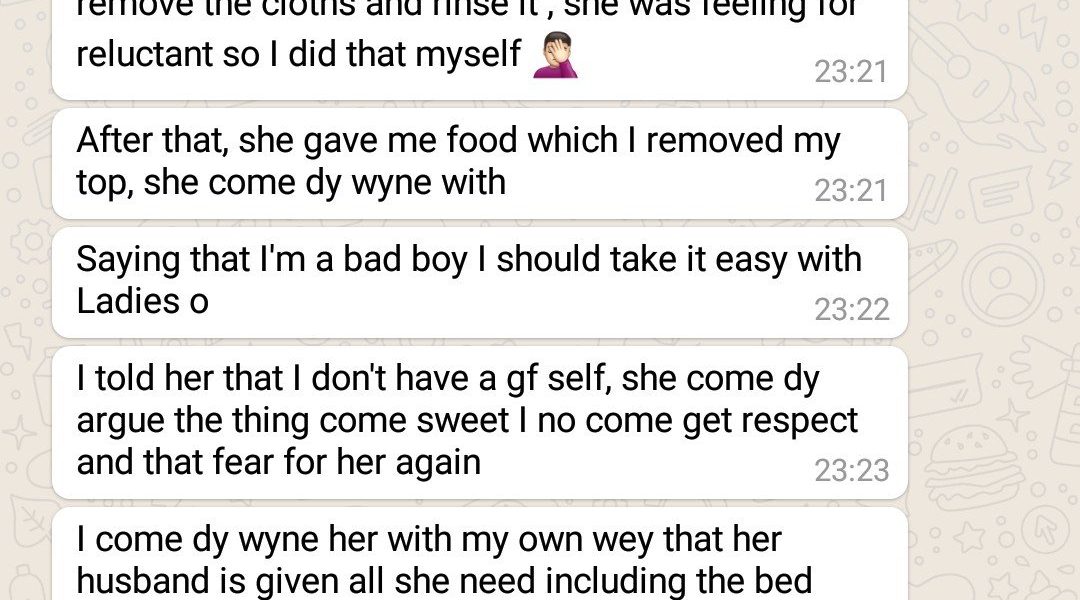 remove the cloths and rinse it , she was feeling for
reluctant so I did that myself 🤦🏻‍♂️
23:21
After that, she gave me food which I removed my
top, she come dy wyne with
23:21
Saying that I'm a bad boy I should take it easy with
Ladies o
23:22
I told her that I don't have a gf self, she come dy
argue the thing come sweet I no come get respect
and that fear for her again
23:23
I come dy wyne her with my own wey that her
husband is given all she need including the bed